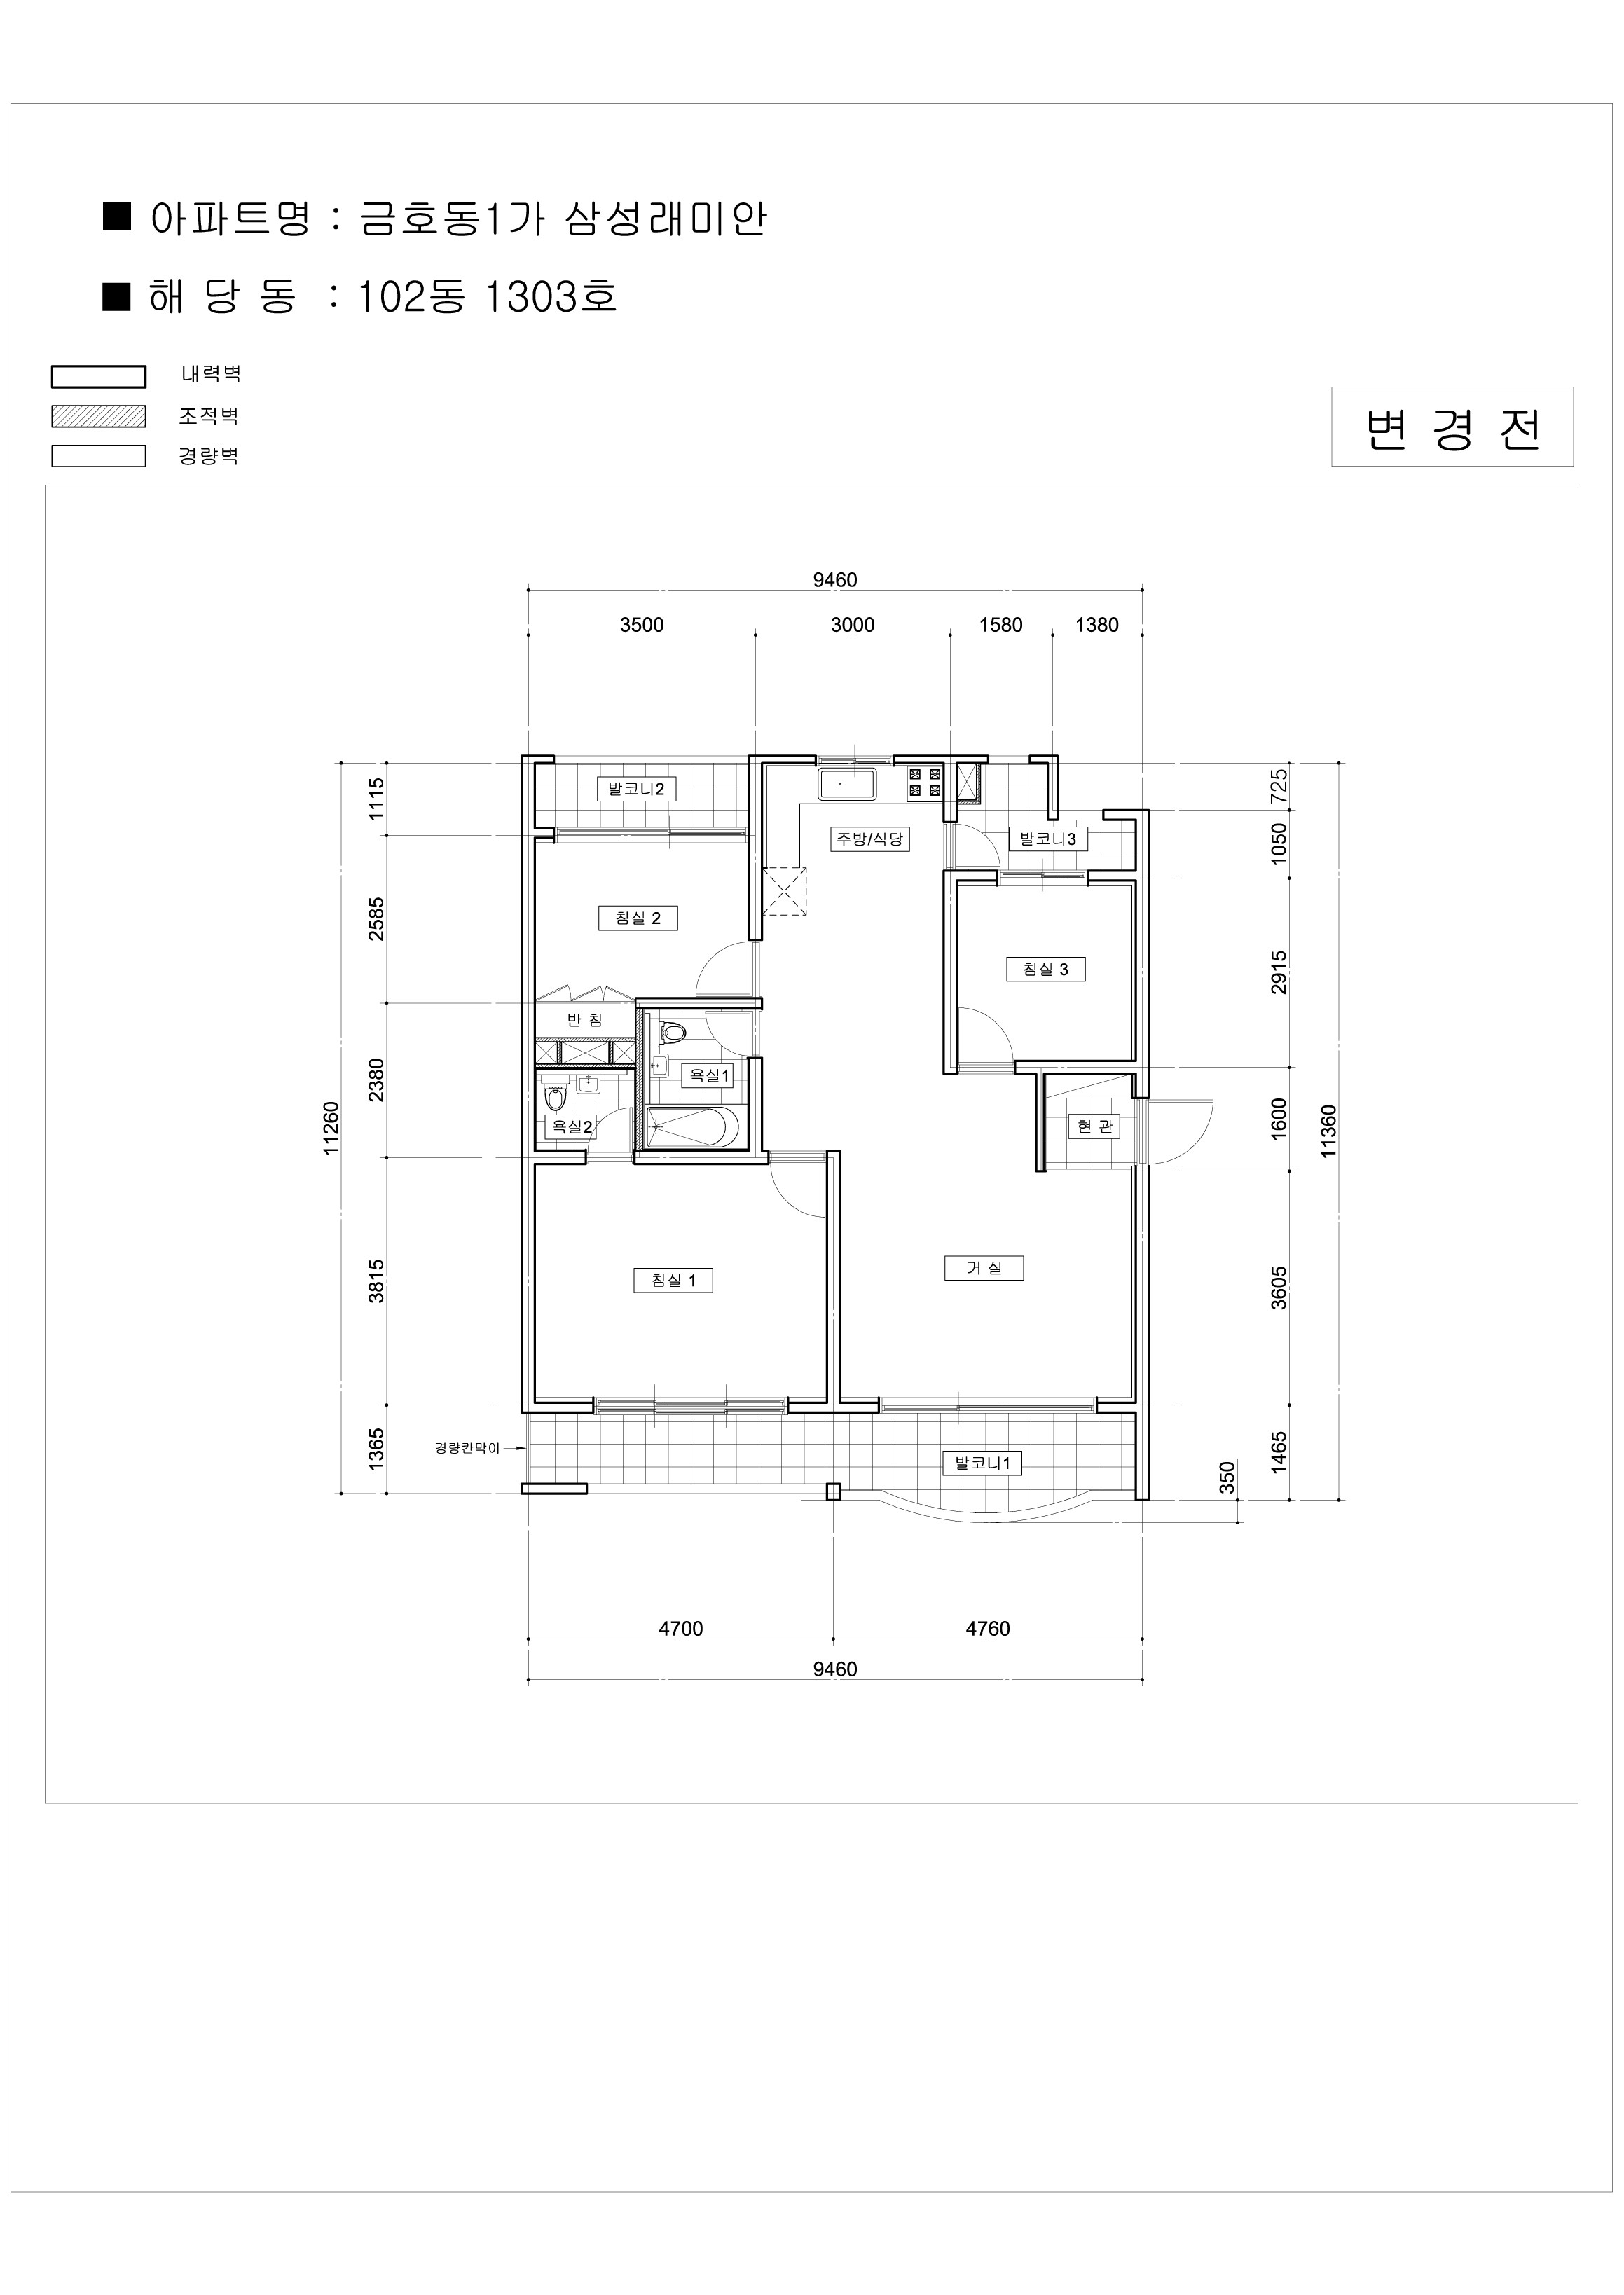 ■ 아파트명 : 금호동1가 삼성래미안
■ 해 당 동 : 102동 1303호
내력벽
조적벽
경량벽
변 경 전
9460
3500 3000 1580 1380
1115
2585
2380
3815
1365
11260
725
1050
2915
1600
3605
1465
350
11360
발코니2
주방/식당
발코니3
침실 2
침실 3
반 침
욕실1
욕실2
현 관
침실 1
거 실
경량칸막이
발코니1
4700 4760
9460